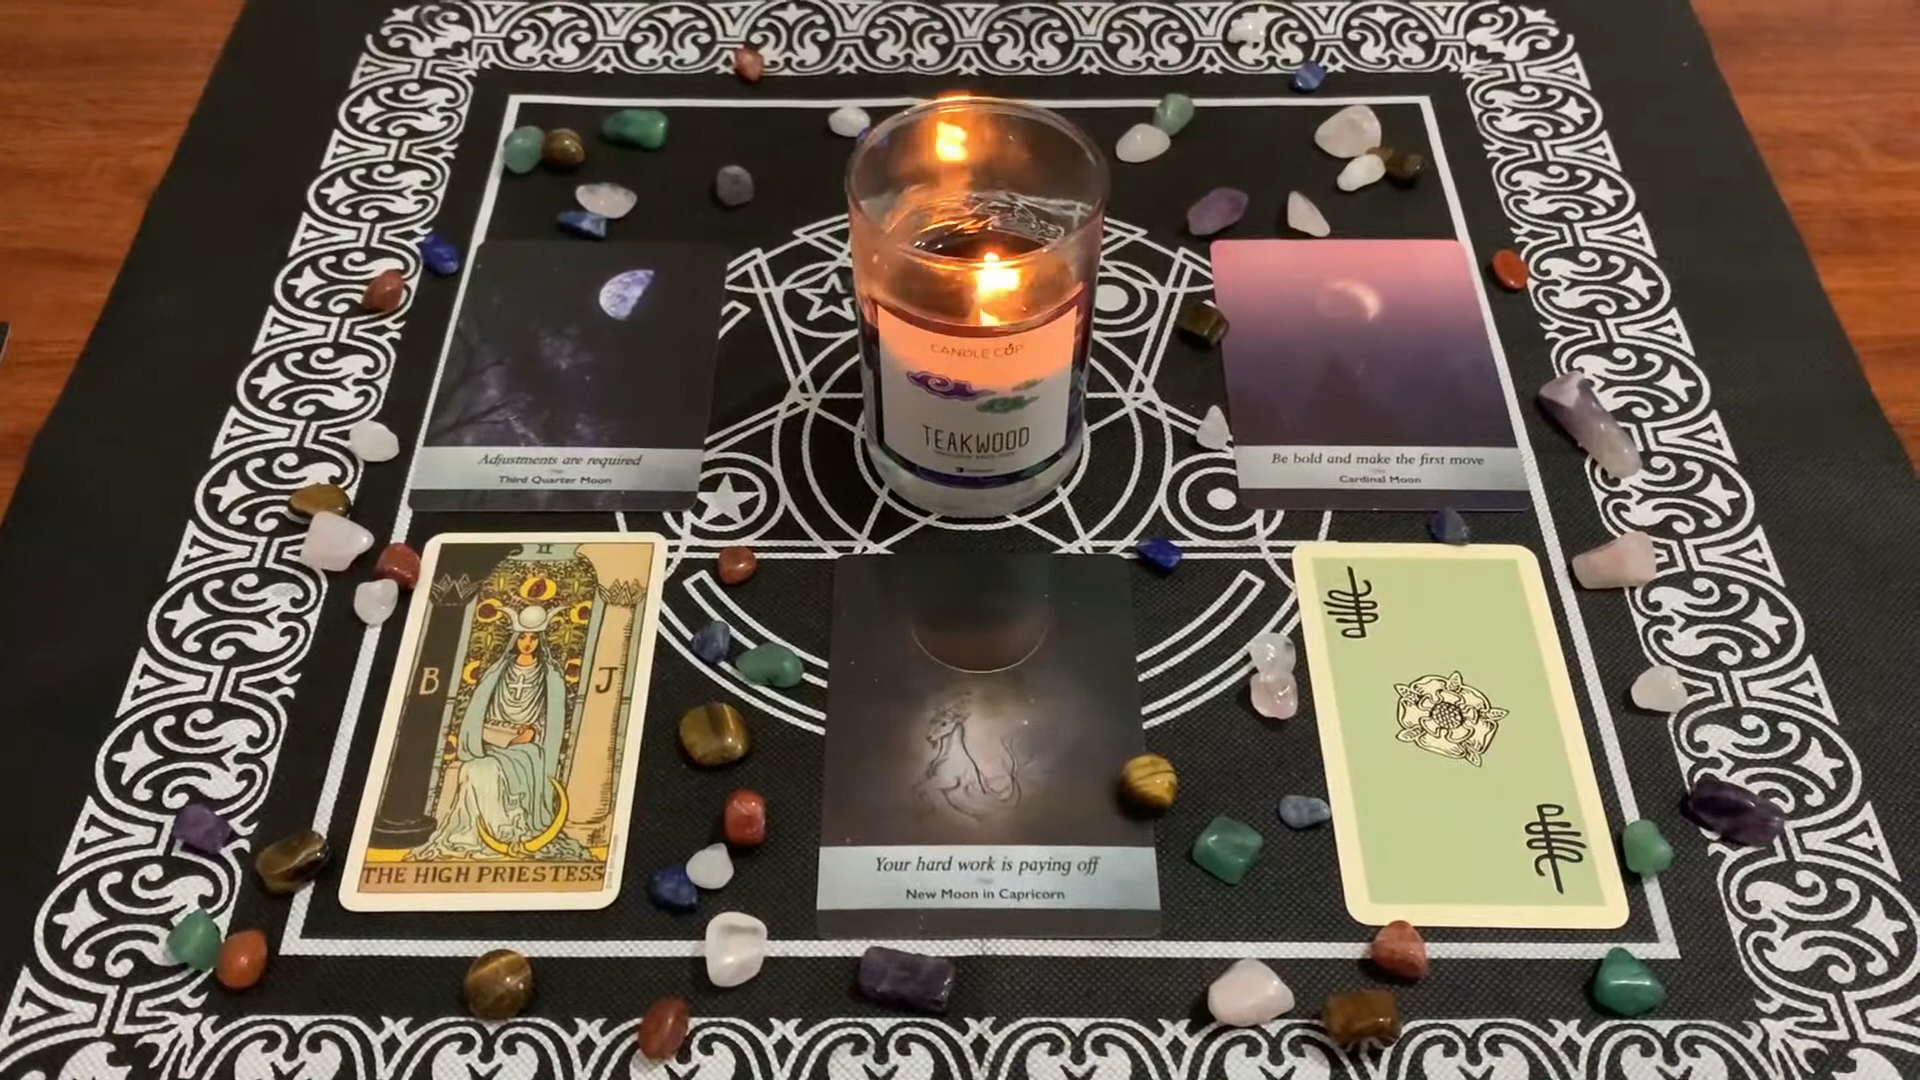 CANDLE CUP
TEAKWOOD
Adjustments are required
Third Quarter Moon
Be bold and make the first move
Cardinal Moon
II
B
J
THE HIGH PRIESTESS
Your hard work is paying off
New Moon in Capricorn